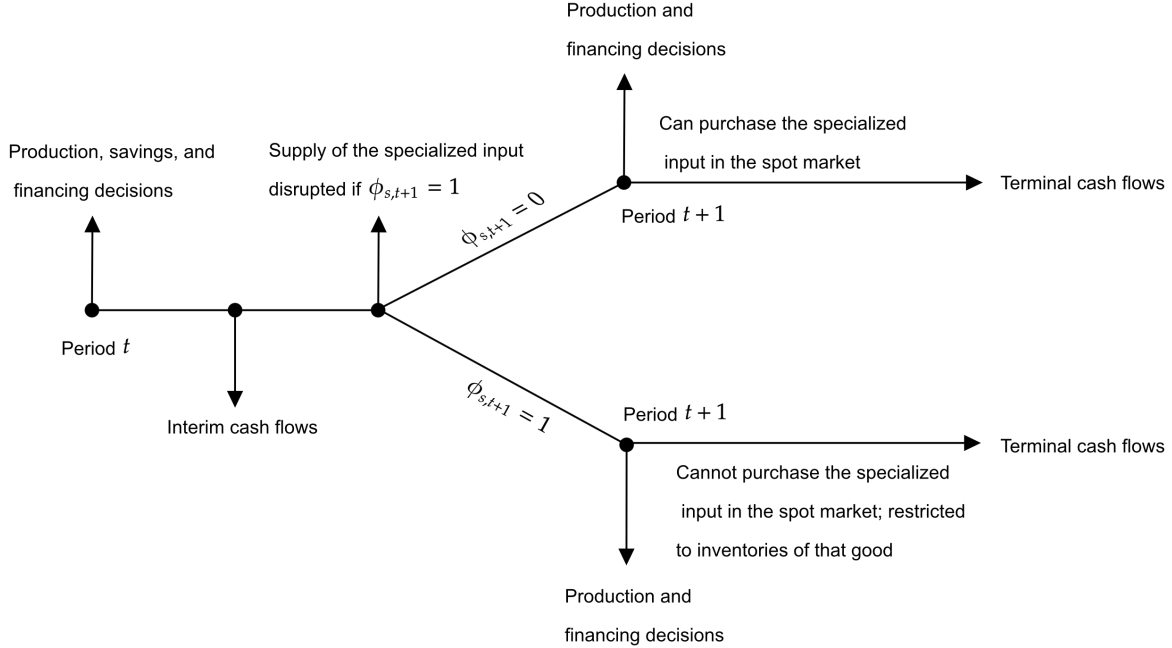 Production and
financing decisions
Can purchase the specialized
input in the spot market
Production, savings, and
financing decisions
Supply of the specialized input
disrupted if ϕ_{s,t+1} = 1
ϕ_{s,t+1} = 0
Terminal cash flows
Period t + 1
Period t
ϕ_{s,t+1} = 1
Interim cash flows
Period t + 1
Terminal cash flows
Cannot purchase the specialized
input in the spot market; restricted
to inventories of that good
Production and
financing decisions